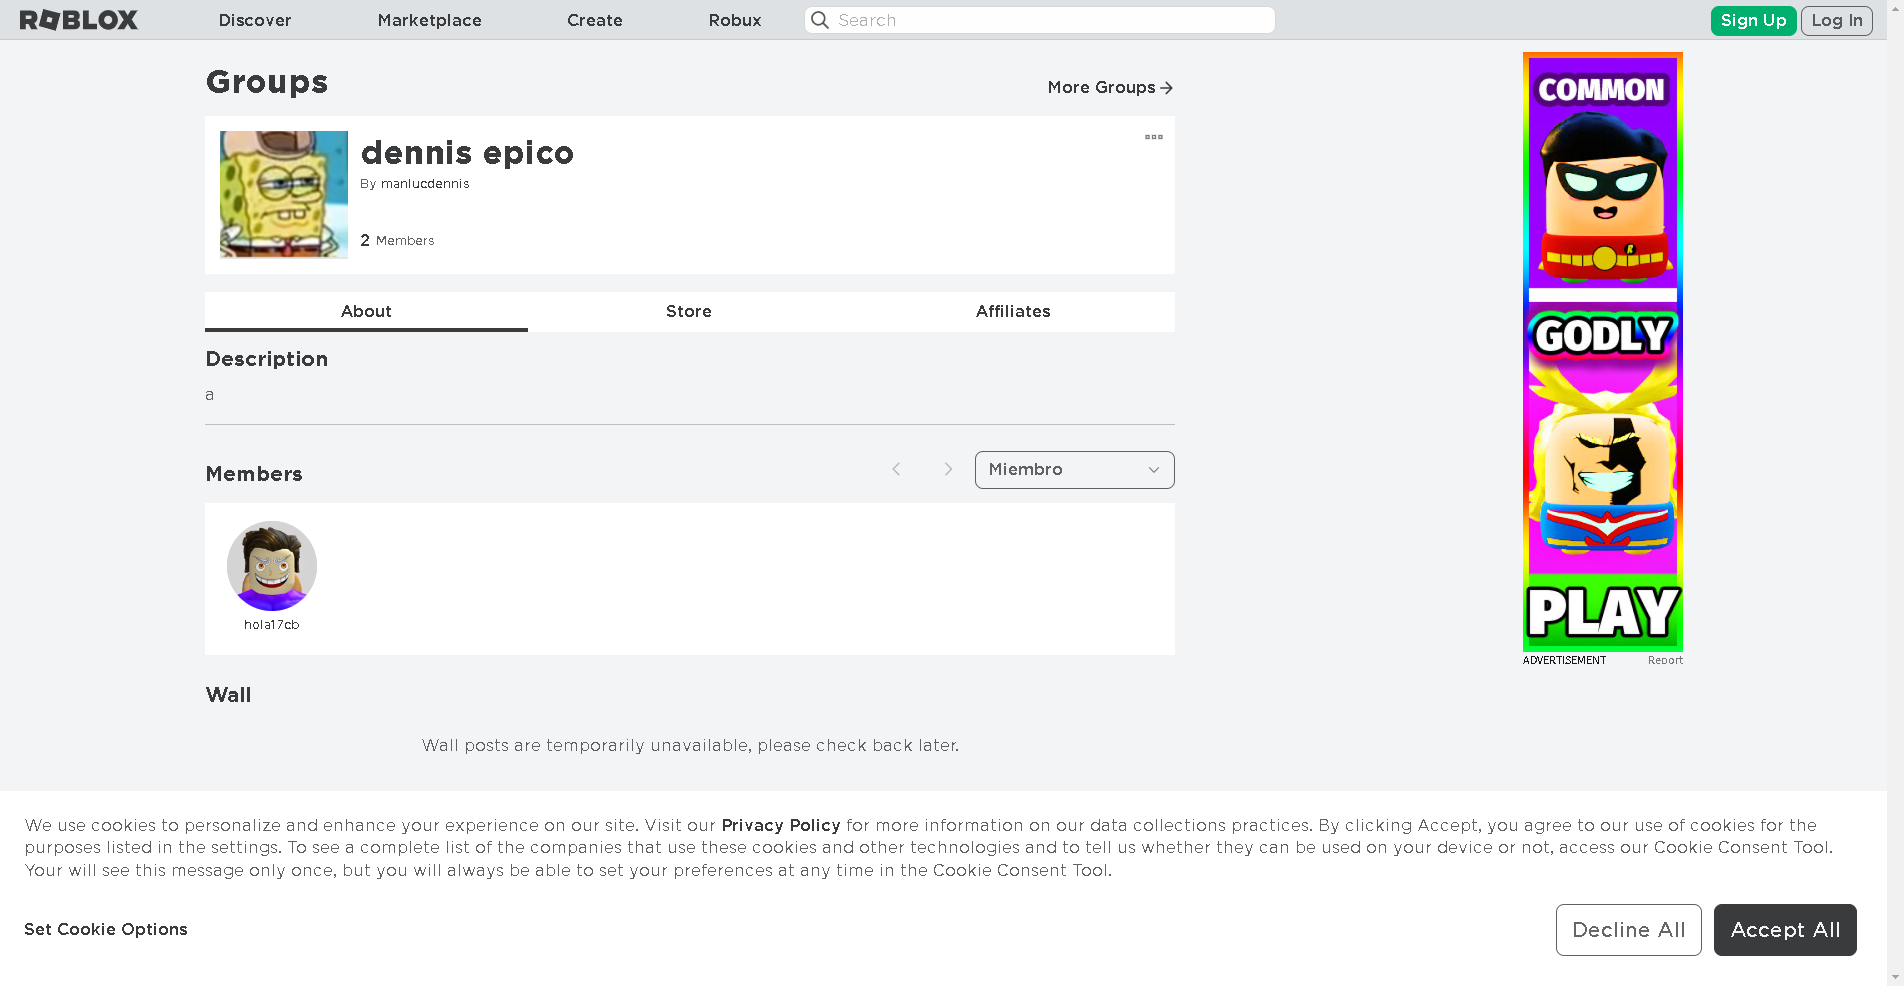 ROBLOX
Discover
Marketplace
Create
Robux
Search
Sign Up
Log In
Groups
More Groups
dennis epico
By manlucdennis
2 Members
About
Store
Affiliates
Description
a
Members
Miembro
hola17cb
Wall
Wall posts are temporarily unavailable, please check back later.
COMMON
R
GODLY
PLAY
ADVERTISEMENT
Report
We use cookies to personalize and enhance your experience on our site. Visit our Privacy Policy for more information on our data collections practices. By clicking Accept, you agree to our use of cookies for the
purposes listed in the settings. To see a complete list of the companies that use these cookies and other technologies and to tell us whether they can be used on your device or not, access our Cookie Consent Tool.
Your will see this message only once, but you will always be able to set your preferences at any time in the Cookie Consent Tool.
Set Cookie Options
Decline All
Accept All